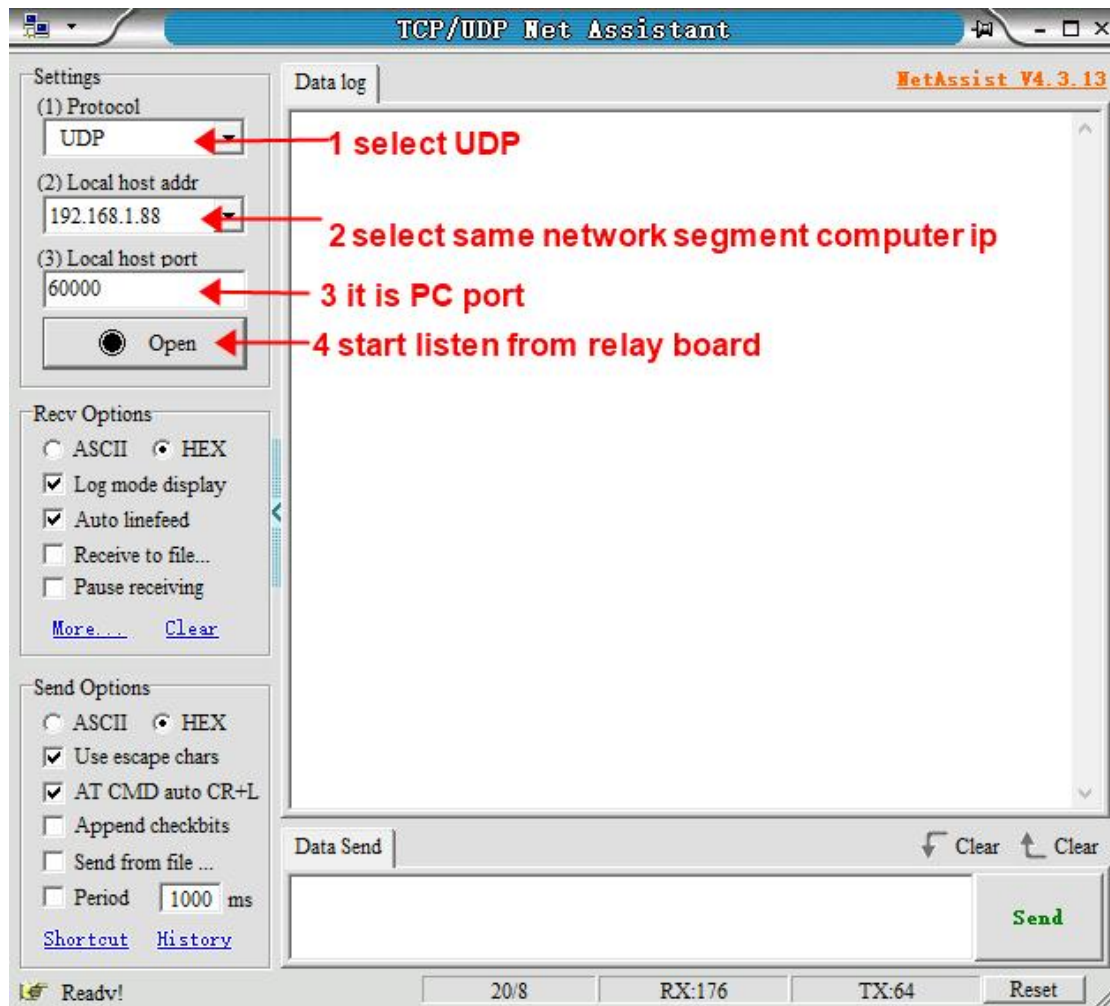 TCP/UDP Net Assistant
Settings
(1) Protocol
UDP
(2) Local host addr
192.168.1.88
(3) Local host port
60000
Open
Recv Options
ASCII HEX
Log mode display
Auto linefeed
Receive to file...
Pause receiving
More... Clear
Send Options
ASCII HEX
Use escape chars
AT CMD auto CR+L
Append checkbits
Send from file ...
Period 1000 ms
Shortcut History
Data log
NetAssist V4.3.13
1 select UDP
2 select same network segment computer ip
3 it is PC port
4 start listen from relay board
Data Send
Clear Clear
Send
Ready!
20/8 RX:176 TX:64 Reset